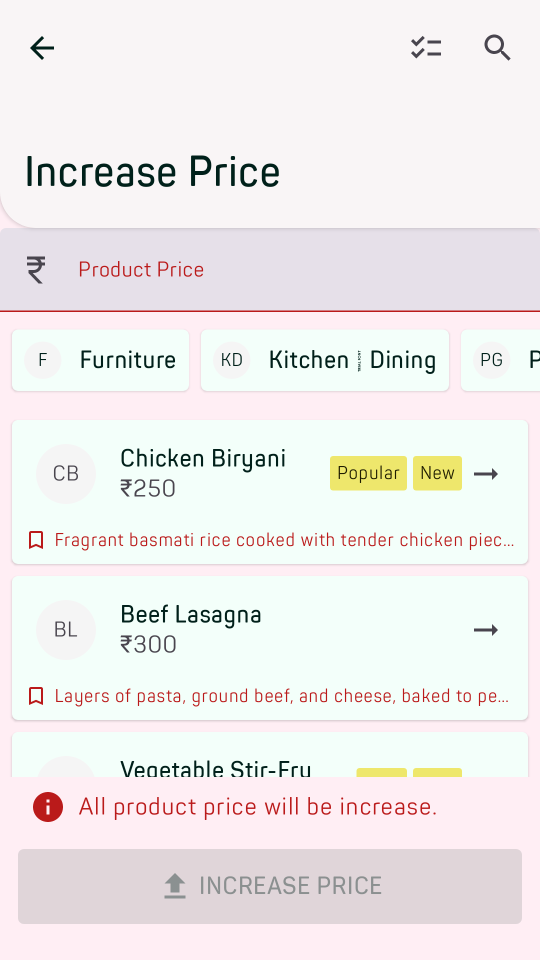 Increase Price
₹ Product Price
F Furniture KD Kitchen Dining PG P
CB Chicken Biryani Popular New
₹250
Fragrant basmati rice cooked with tender chicken piec...
BL Beef Lasagna
₹300
Layers of pasta, ground beef, and cheese, baked to pe...
Vegetable Stir-Fry
All product price will be increase.
INCREASE PRICE